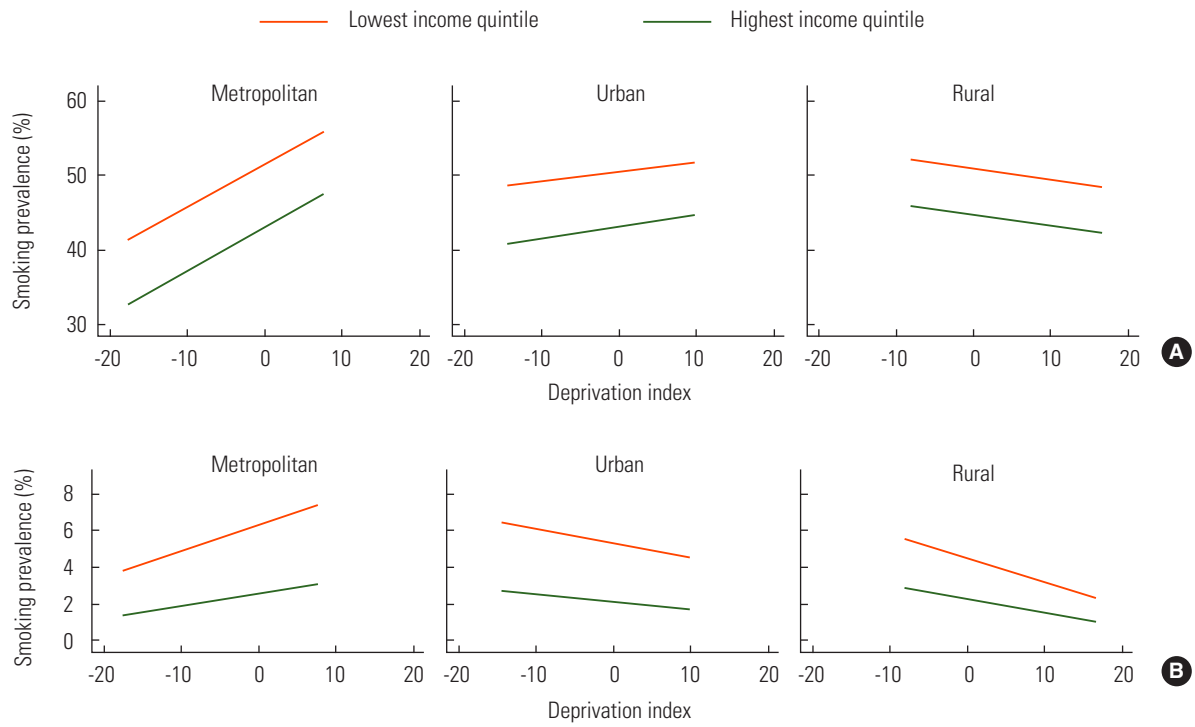 Lowest income quintile Highest income quintile
Metropolitan Urban Rural
Smoking prevalence (%)
60
50
40
30
-20 -10 0 10 20 -20 -10 0 10 20 -20 -10 0 10 20
Deprivation index
A
Metropolitan Urban Rural
Smoking prevalence (%)
8
6
4
2
0
-20 -10 0 10 20 -20 -10 0 10 20 -20 -10 0 10 20
Deprivation index
B